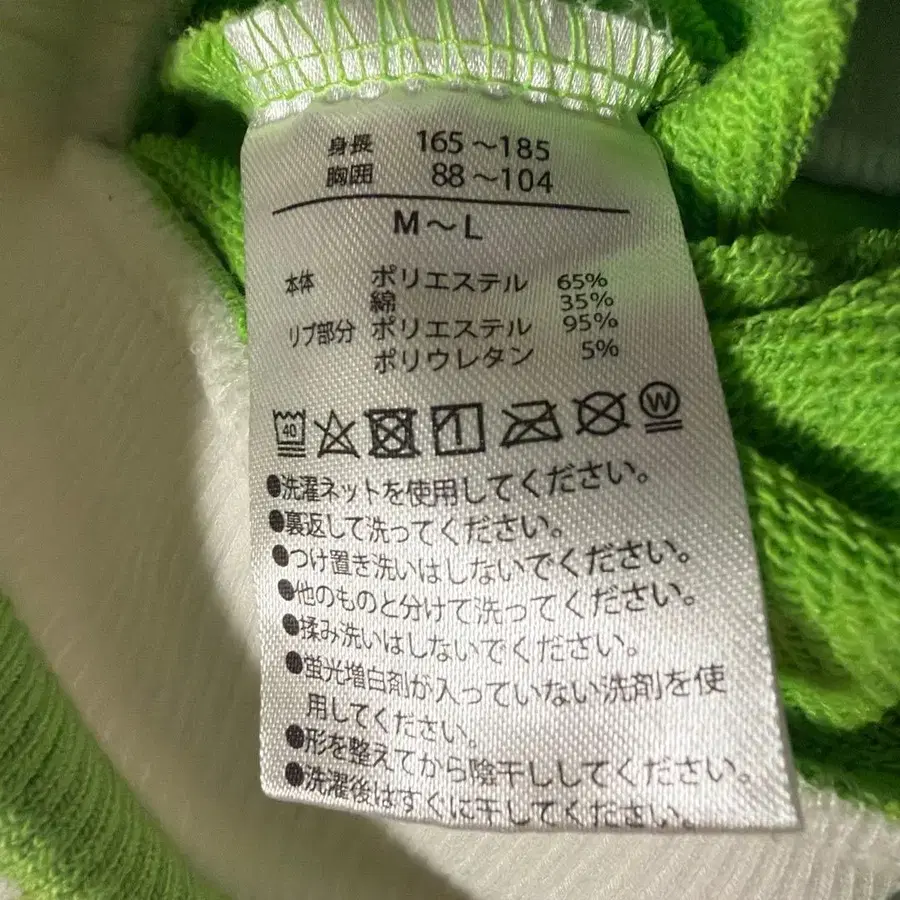 身長 165～185
胸囲 88～104
M～L
本体 ポリエステル 65%
綿 35%
リブ部分 ポリエステル 95%
ポリウレタン 5%
40 W
●洗濯ネットを使用してください。
●裏返して洗ってください。
●つけ置き洗いはしないでください。
●他のものと分けて洗ってください。
●揉み洗いはしないでください。
●蛍光増白剤が入っていない洗剤を使
用してください。
●形を整えてから陰干ししてください。
●洗濯後はすぐに干してください。